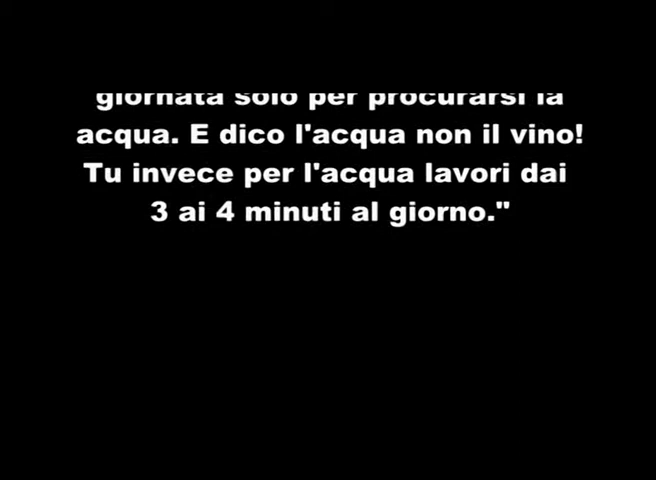 giornata solo per procurarsi la
acqua. E dico l'acqua non il vino!
Tu invece per l'acqua lavori dai
3 ai 4 minuti al giorno."